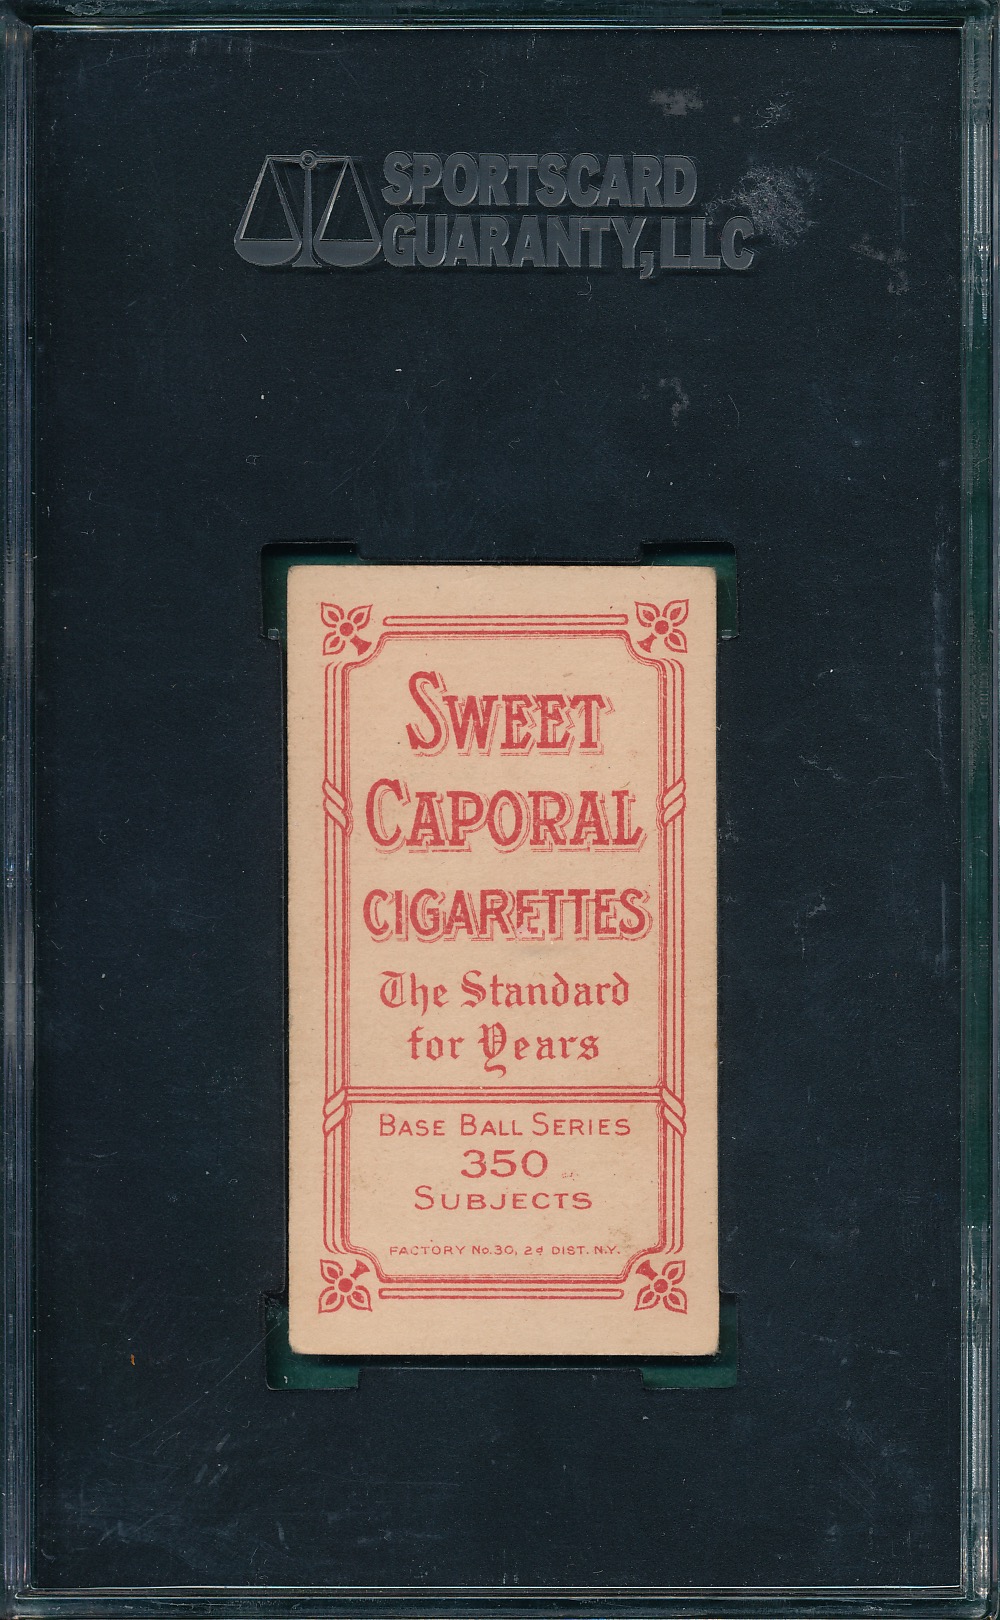 SPORTSCARD
GUARANTY, LLC
SWEET
CAPORAL
CIGARETTES
The Standard
for Years
BASE BALL SERIES
350
SUBJECTS
FACTORY No. 30, 2d DIST. N.Y.